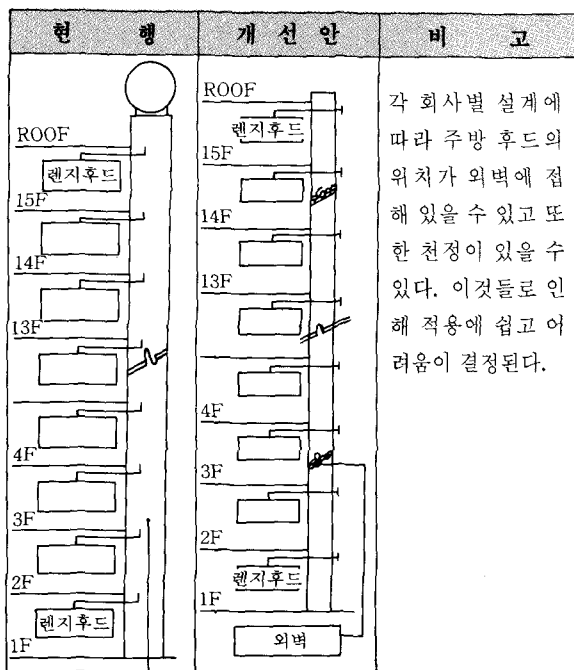 현 행
개 선 안
비 고
ROOF
렌지후드
15F
14F
13F
4F
3F
2F
렌지후드
1F
ROOF
렌지후드
15F
14F
13F
4F
3F
2F
렌지후드
1F
외벽
각 회사별 설계에
따라 주방 후드의
위치가 외벽에 접
해 있을 수 있고 또
한 천정이 있을 수
있다. 이것들로 인
해 적용에 쉽고 어
려움이 결정된다.